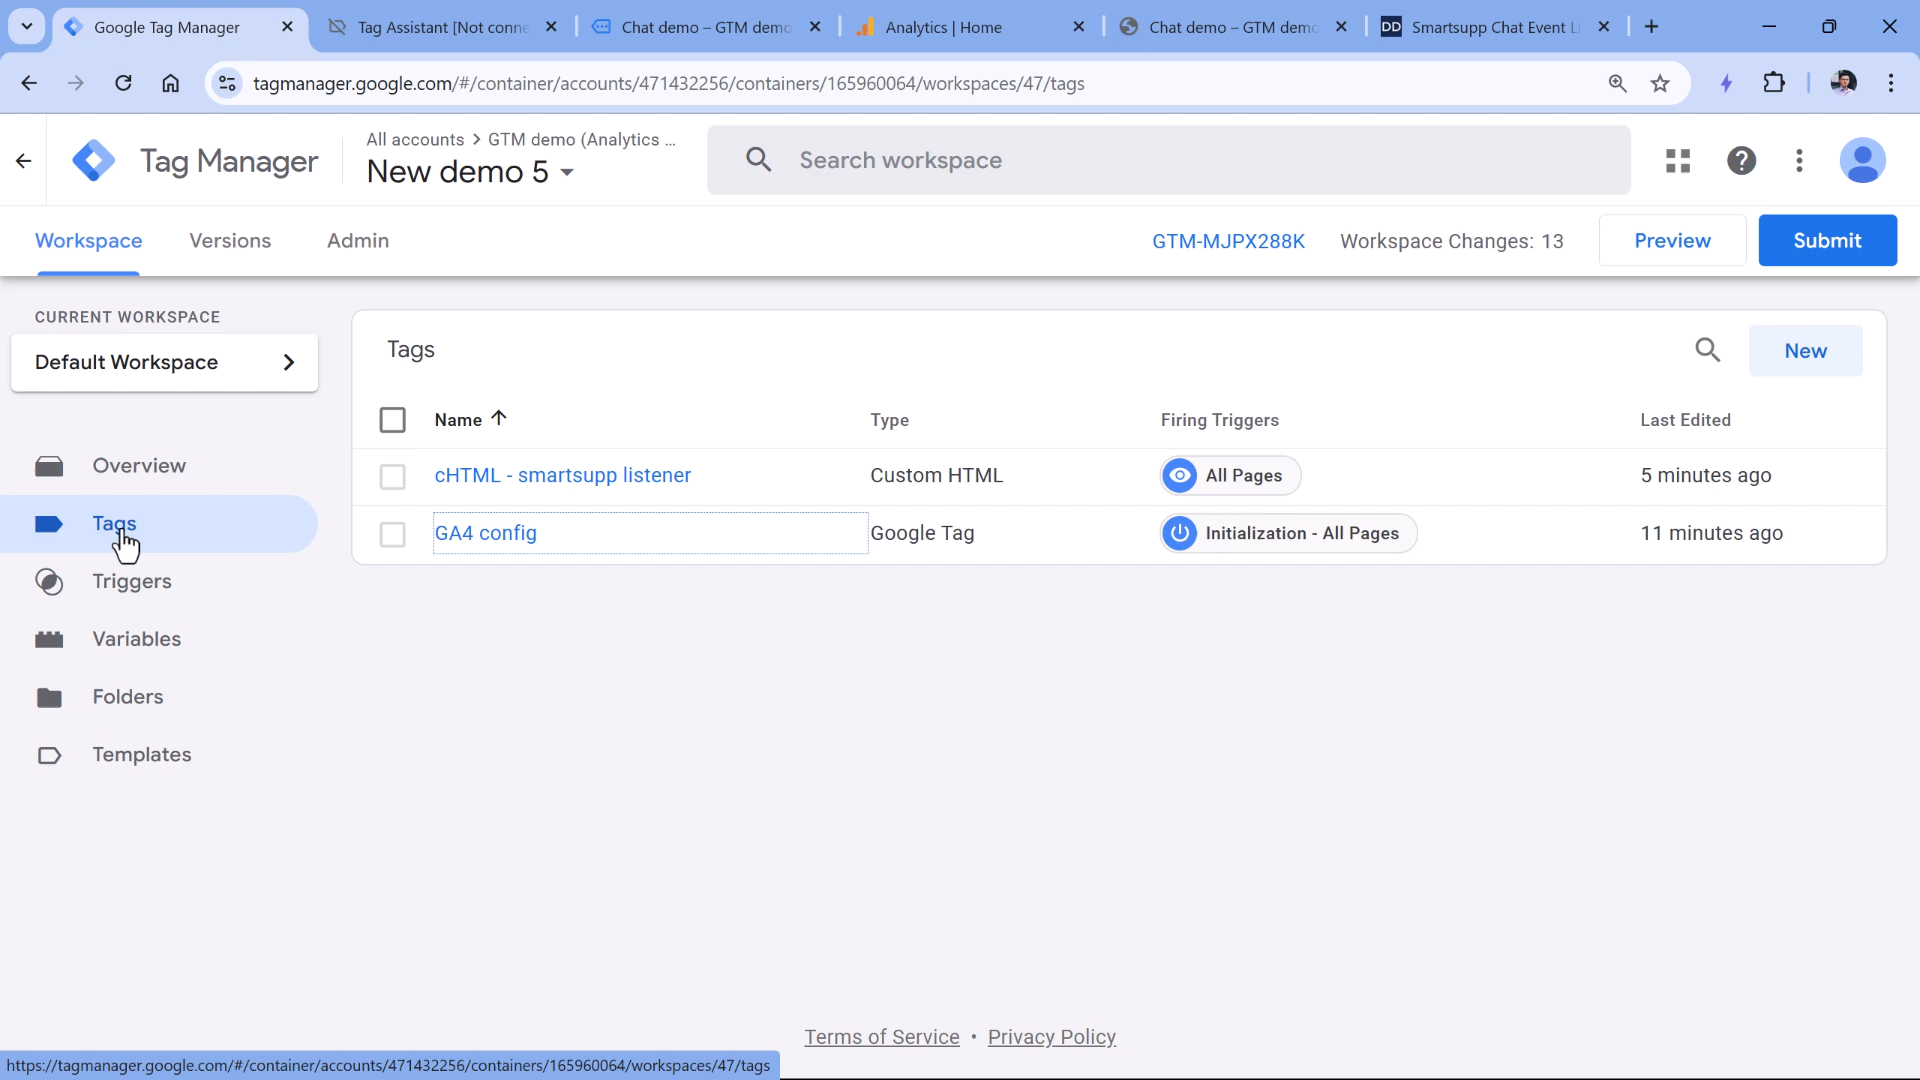 Google Tag Manager
Tag Assistant [Not conne
Chat demo – GTM demo
Analytics | Home
Chat demo – GTM demo
DD
Smartsupp Chat Event Li
tagmanager.google.com/#/container/accounts/471432256/containers/165960064/workspaces/47/tags
Tag Manager
All accounts > GTM demo (Analytics ...
New demo 5
Search workspace
Workspace
Versions
Admin
GTM-MJPX288K
Workspace Changes: 13
Preview
Submit
CURRENT WORKSPACE
Default Workspace
Overview
Tags
Triggers
Variables
Folders
Templates
Tags
New
Name
Type
Firing Triggers
Last Edited
cHTML - smartsupp listener
Custom HTML
All Pages
5 minutes ago
GA4 config
Google Tag
Initialization - All Pages
11 minutes ago
Terms of Service • Privacy Policy
https://tagmanager.google.com/#/container/accounts/471432256/containers/165960064/workspaces/47/tags